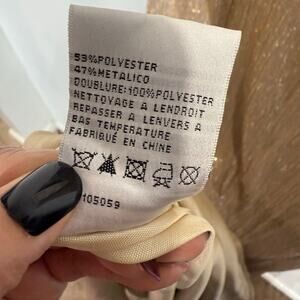 53%POLYESTER
47%METALICO
DOUBLURE:100%POLYESTER
NETTOYAGE A LENDROIT
REPASSER A LENVERS A
BAS TEMPERATURE
FABRIQUÉ EN CHINE
105059